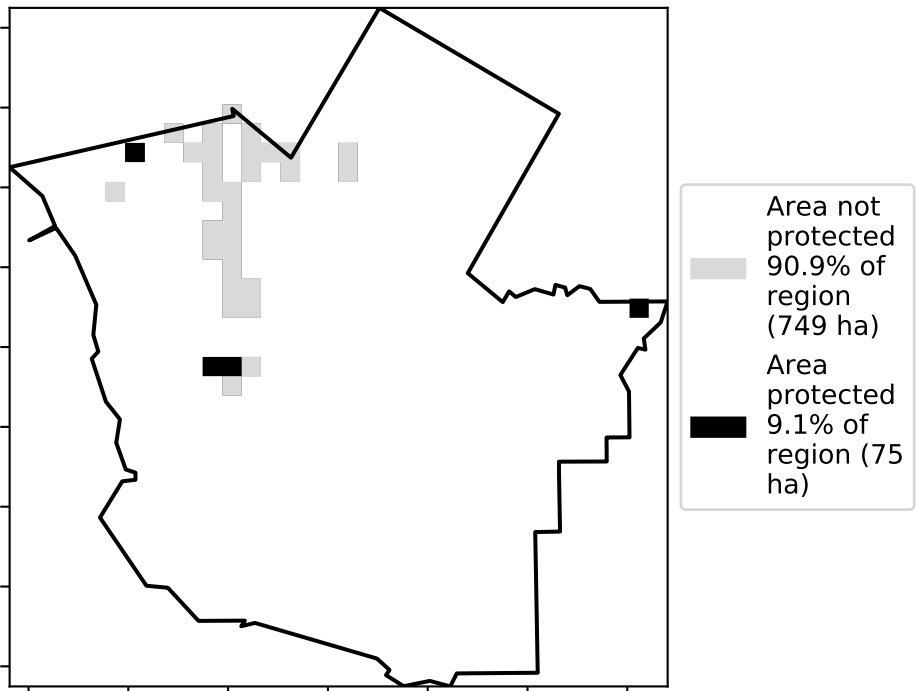 Area not
protected
90.9% of
region
(749 ha)
Area
protected
9.1% of
region (75
ha)